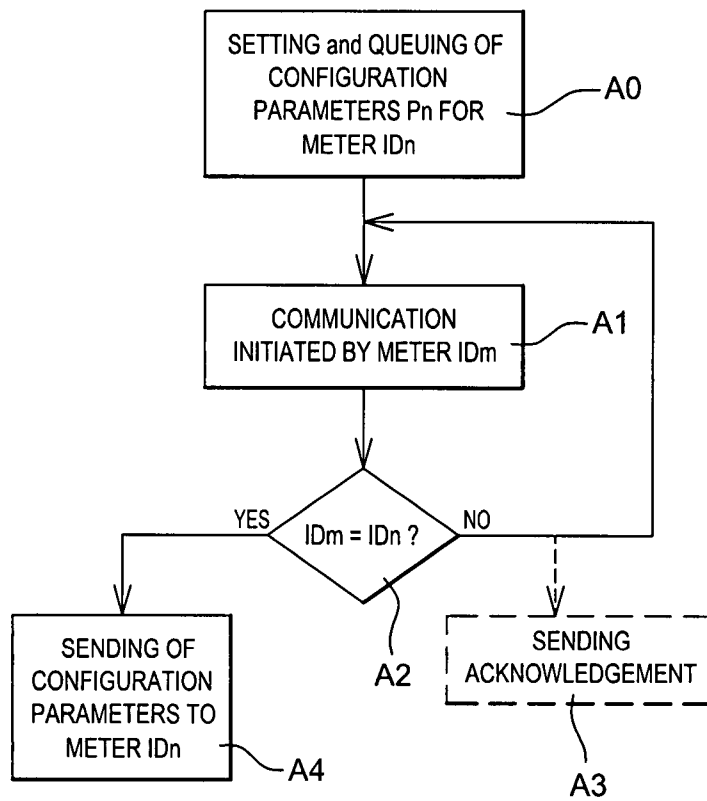 SETTING and QUEUING OF
CONFIGURATION
PARAMETERS Pn FOR
METER IDn
A0
COMMUNICATION
INITIATED BY METER IDm
A1
YES
IDm = IDn ?
NO
A2
SENDING OF
CONFIGURATION
PARAMETERS TO
METER IDn
A4
SENDING
ACKNOWLEDGEMENT
A3